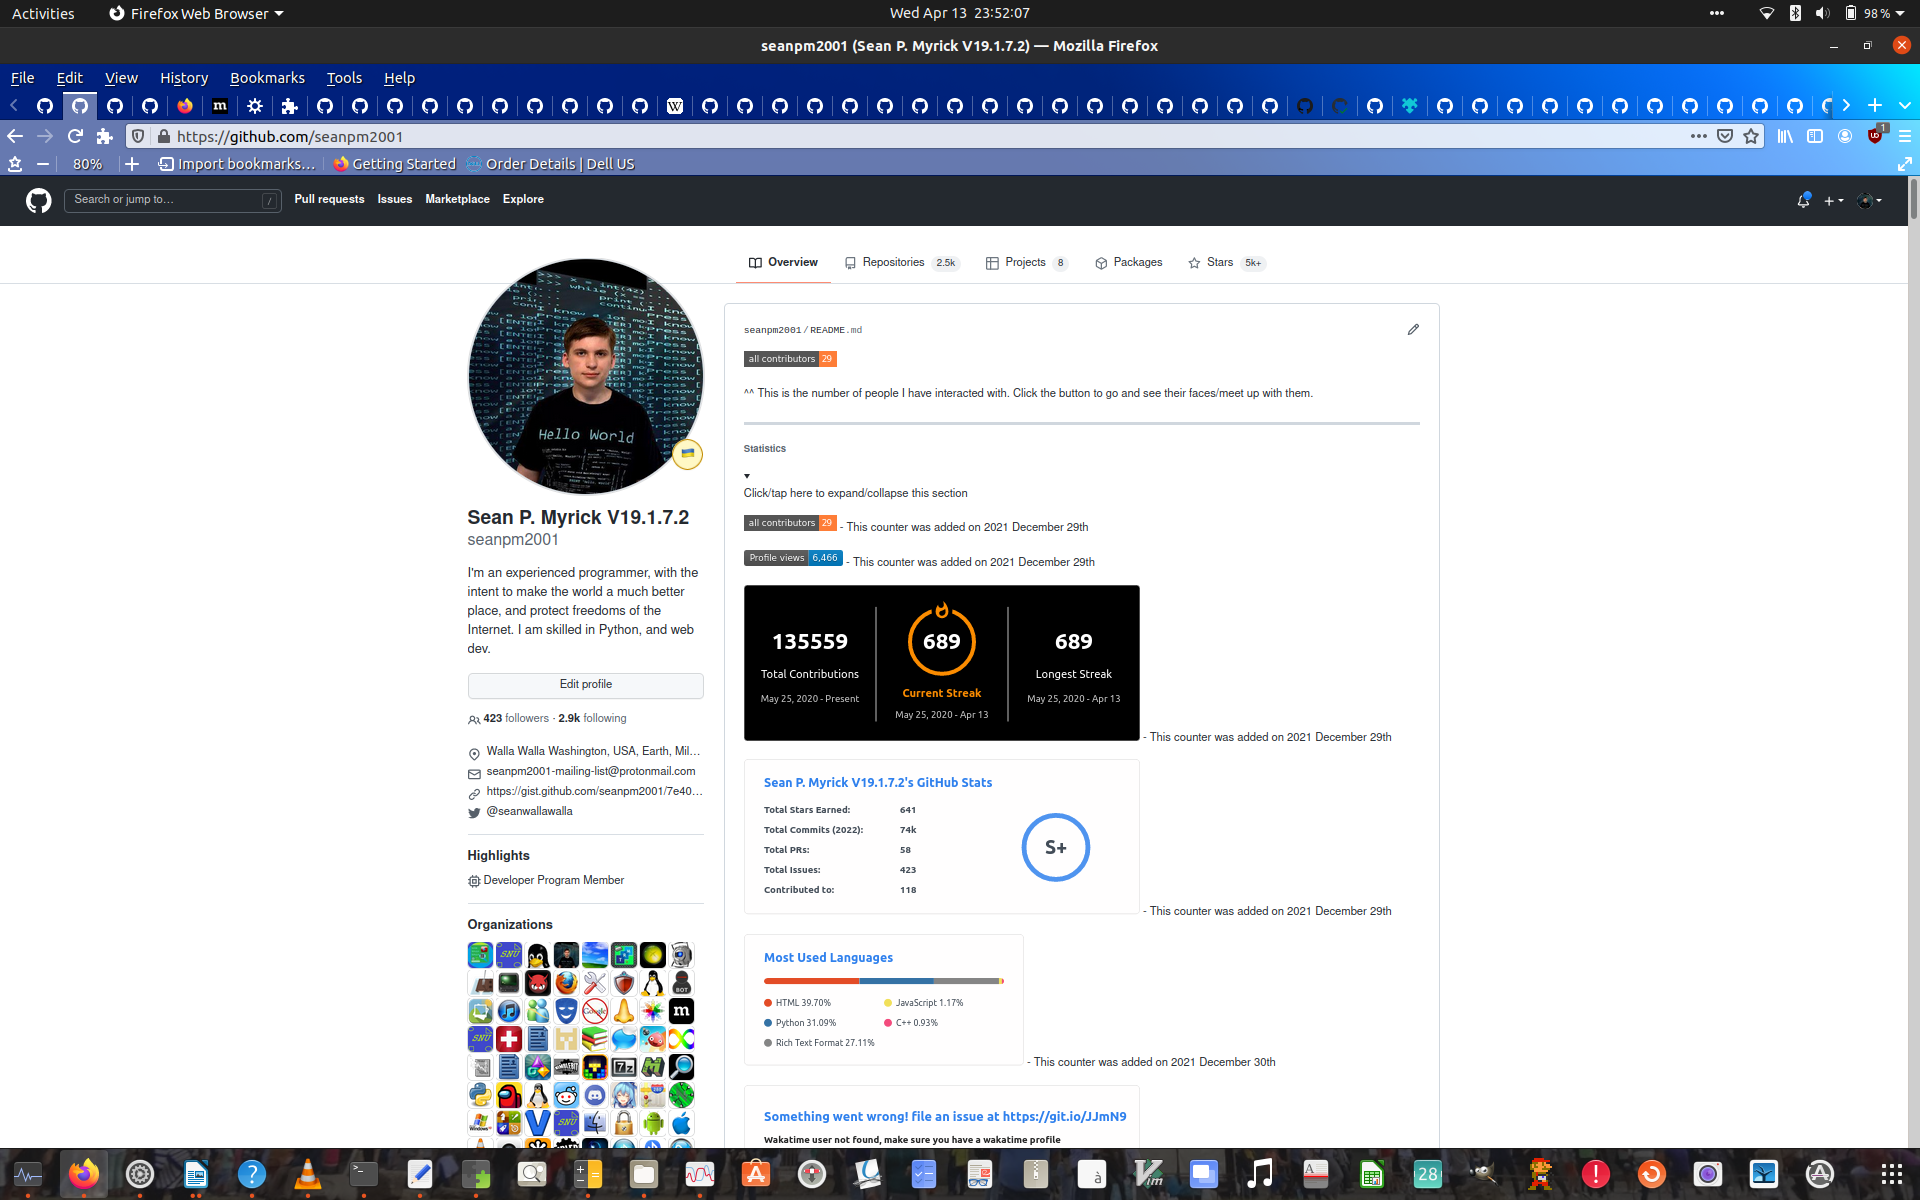 Activities
Firefox Web Browser
Wed Apr 13 23:52:07
98 %
seanpm2001 (Sean P. Myrick V19.1.7.2) — Mozilla Firefox
File Edit View History Bookmarks Tools Help
https://github.com/seanpm2001
80% Import bookmarks... Getting Started Order Details | Dell US
Search or jump to... / Pull requests Issues Marketplace Explore
Overview Repositories 2.5k Projects 8 Packages Stars 5k+
Hello World
Sean P. Myrick V19.1.7.2
seanpm2001
I'm an experienced programmer, with the
intent to make the world a much better
place, and protect freedoms of the
Internet. I am skilled in Python, and web
dev.
Edit profile
423 followers · 2.9k following
Walla Walla Washington, USA, Earth, Mil...
seanpm2001-mailing-list@protonmail.com
https://gist.github.com/seanpm2001/7e40...
@seanwallawalla
Highlights
Developer Program Member
Organizations
seanpm2001/README.md
all contributors 29
^^ This is the number of people I have interacted with. Click the button to go and see their faces/meet up with them.
Statistics
Click/tap here to expand/collapse this section
all contributors 29 - This counter was added on 2021 December 29th
Profile views 6,466 - This counter was added on 2021 December 29th
135559
Total Contributions
May 25, 2020 - Present
689
Current Streak
May 25, 2020 - Apr 13
689
Longest Streak
May 25, 2020 - Apr 13
- This counter was added on 2021 December 29th
Sean P. Myrick V19.1.7.2's GitHub Stats
Total Stars Earned: 641
Total Commits (2022): 74k
Total PRs: 58
Total Issues: 423
Contributed to: 118
S+
- This counter was added on 2021 December 29th
Most Used Languages
HTML 39.70%
JavaScript 1.17%
Python 31.09%
C++ 0.93%
Rich Text Format 27.11%
- This counter was added on 2021 December 30th
Something went wrong! file an issue at https://git.io/JJmN9
Wakatime user not found, make sure you have a wakatime profile
28